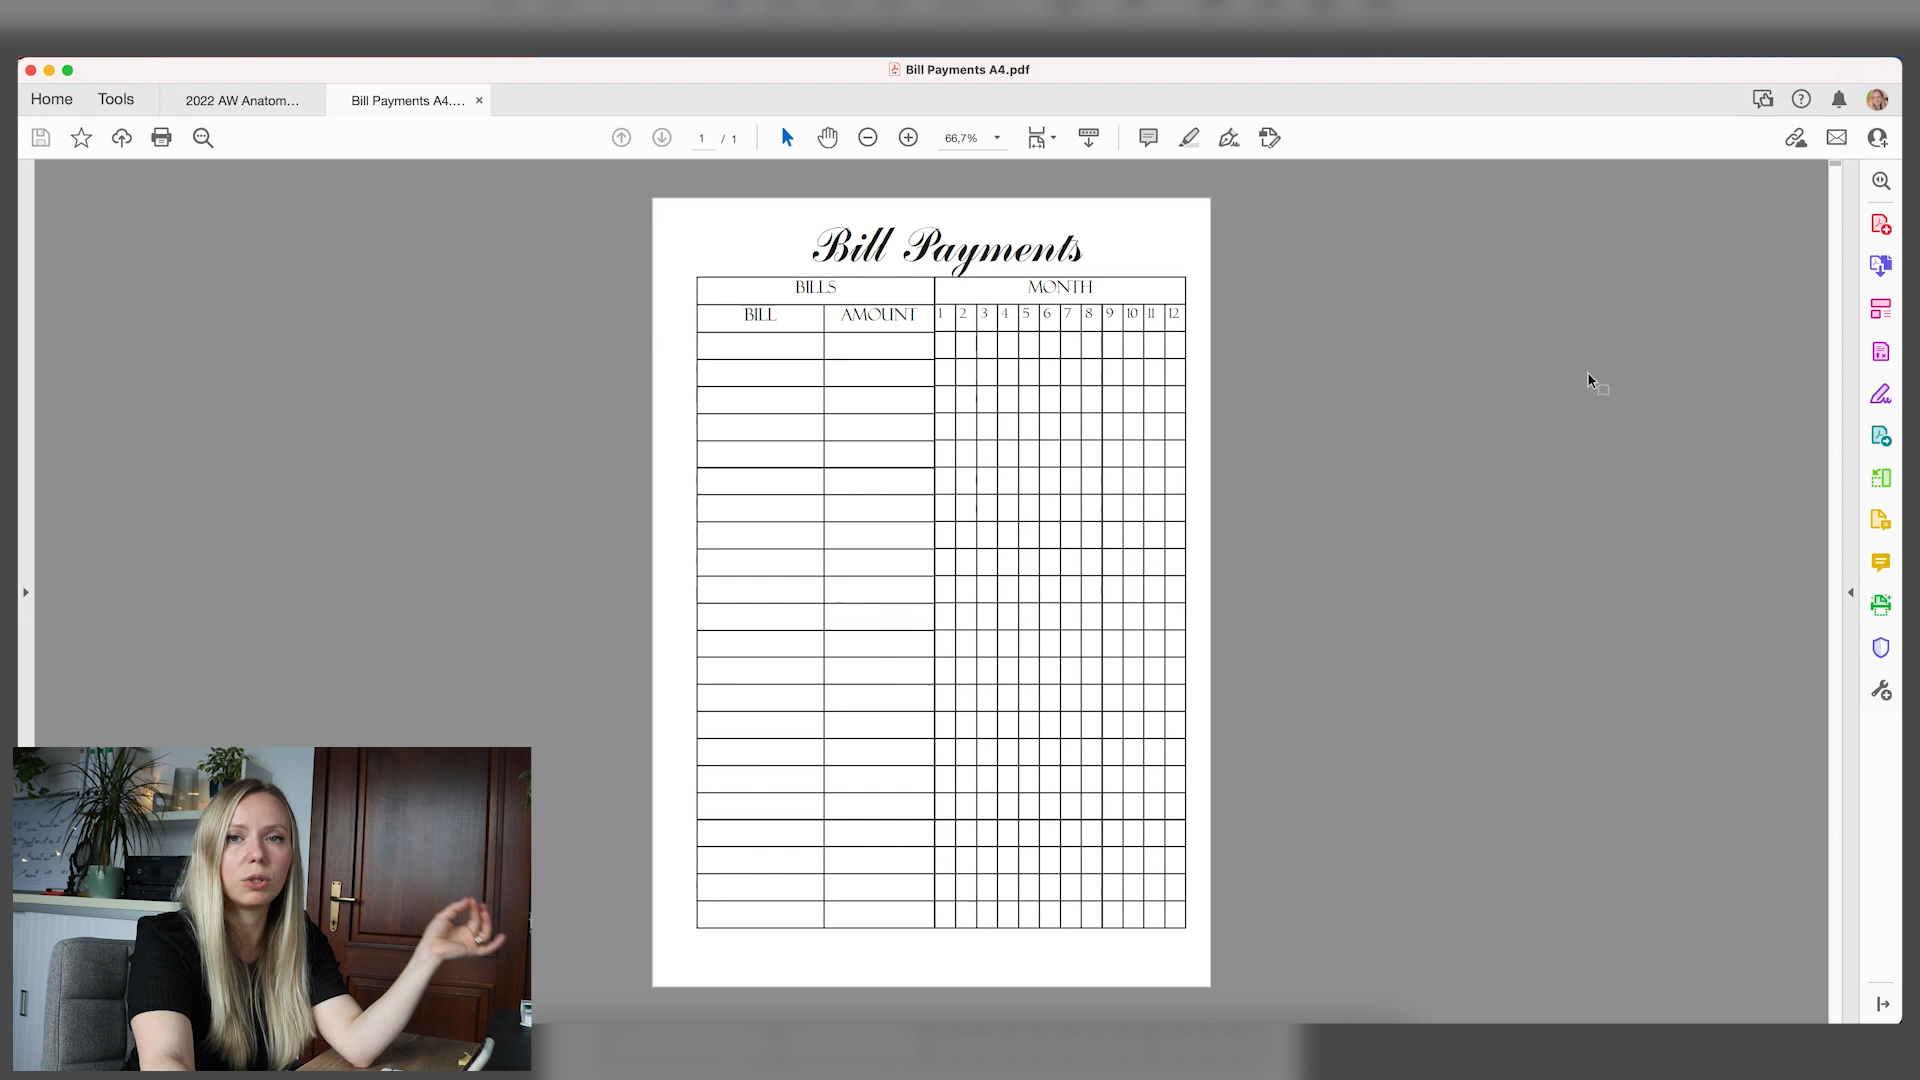 Bill Payments A4.pdf
Home Tools 2022 AW Anatom... Bill Payments A4....
1 / 1 66,7%
Bill Payments
BILLS MONTH
BILL AMOUNT 1 2 3 4 5 6 7 8 9 10 11 12